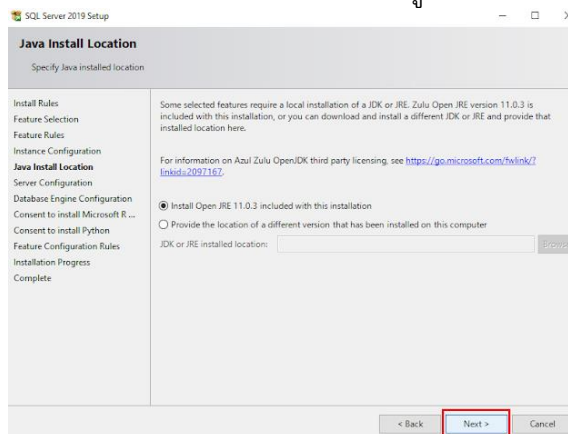 SQL Server 2019 Setup
Java Install Location
Specify Java installed location
Install Rules
Feature Selection
Feature Rules
Instance Configuration
Java Install Location
Server Configuration
Database Engine Configuration
Consent to install Microsoft R ...
Consent to install Python
Feature Configuration Rules
Installation Progress
Complete
Some selected features require a local installation of a JDK or JRE. Zulu Open JRE version 11.0.3 is
included with this installation, or you can download and install a different JDK or JRE and provide that
installed location here.
For information on Azul Zulu OpenJDK third party licensing, see https://go.microsoft.com/fwlink/?
linkid=2097167.
Install Open JRE 11.0.3 included with this installation
Provide the location of a different version that has been installed on this computer
JDK or JRE installed location:
< Back
Next >
Cancel